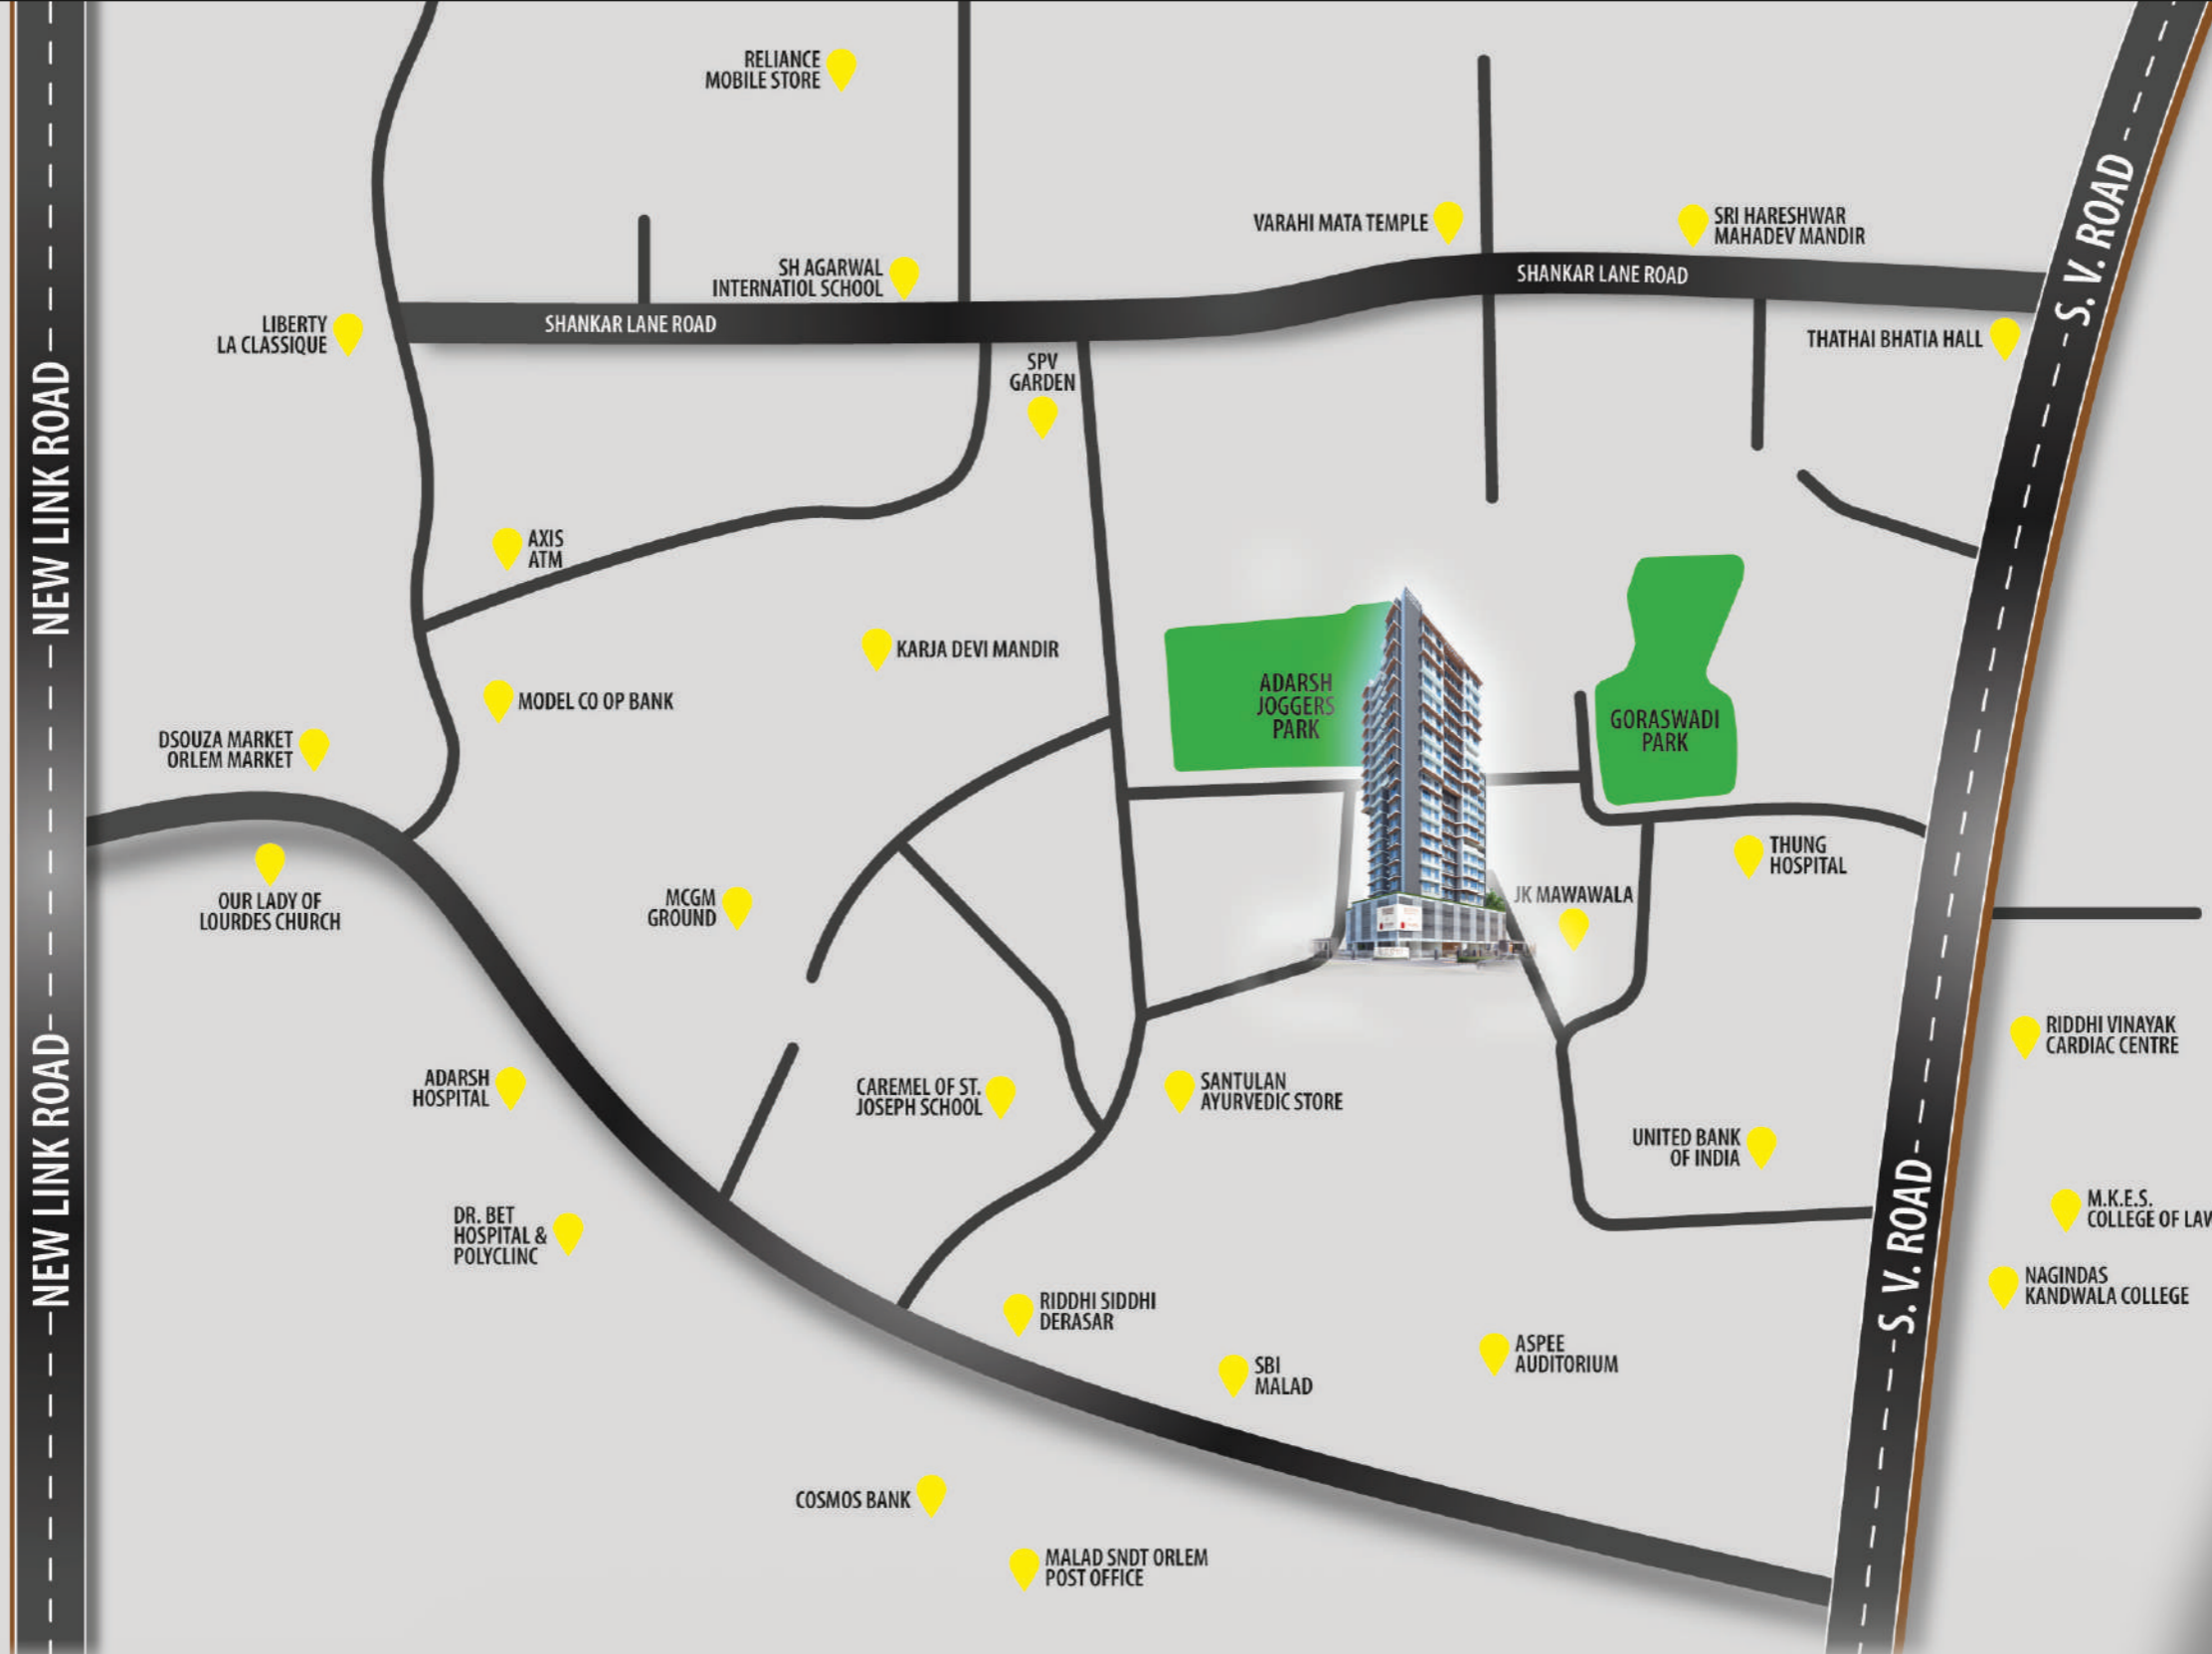 RELIANCE
MOBILE STORE
VARAHI MATA TEMPLE
SRI HARESHWAR
MAHADEV MANDIR
S. V. ROAD
SH AGARWAL
INTERNATIOL SCHOOL
SHANKAR LANE ROAD
SHANKAR LANE ROAD
LIBERTY
LA CLASSIQUE
THATHAI BHATIA HALL
SPV
GARDEN
NEW LINK ROAD
AXIS
ATM
KARJA DEVI MANDIR
MODEL CO OP BANK
ADARSH
JOGGERS
PARK
GORASWADI
PARK
DSOUZA MARKET
ORLEM MARKET
THUNG
HOSPITAL
OUR LADY OF
LOURDES CHURCH
MCGM
GROUND
JK MAWAWALA
RIDDHI VINAYAK
CARDIAC CENTRE
ADARSH
HOSPITAL
CAREMEL OF ST.
JOSEPH SCHOOL
SANTULAN
AYURVEDIC STORE
UNITED BANK
OF INDIA
NEW LINK ROAD
DR. BET
HOSPITAL &
POLYCLINC
S. V. ROAD
M.K.E.S.
COLLEGE OF LAW
NAGINDAS
KANDWALA COLLEGE
RIDDHI SIDDHI
DERASAR
SBI
MALAD
ASPEE
AUDITORIUM
COSMOS BANK
MALAD SNDT ORLEM
POST OFFICE